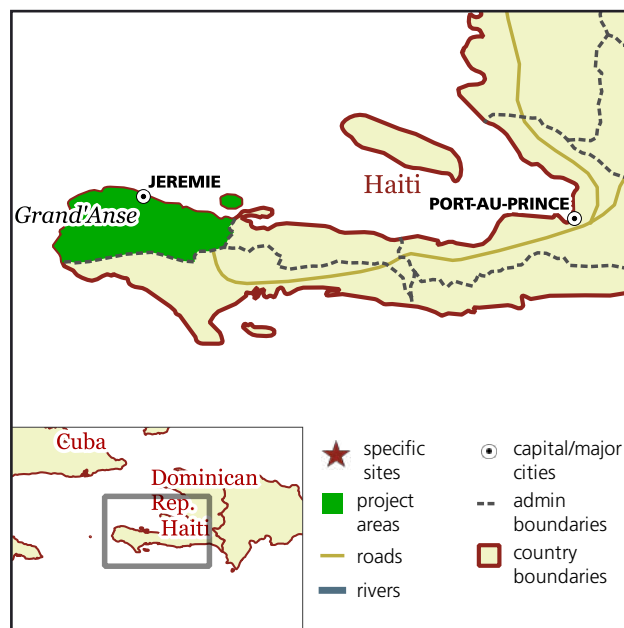 JEREMIE
Grand'Anse
Haiti
PORT-AU-PRINCE
Cuba
Dominican
Rep.
Haiti
specific
sites
project
areas
roads
rivers
capital/major
cities
admin
boundaries
country
boundaries